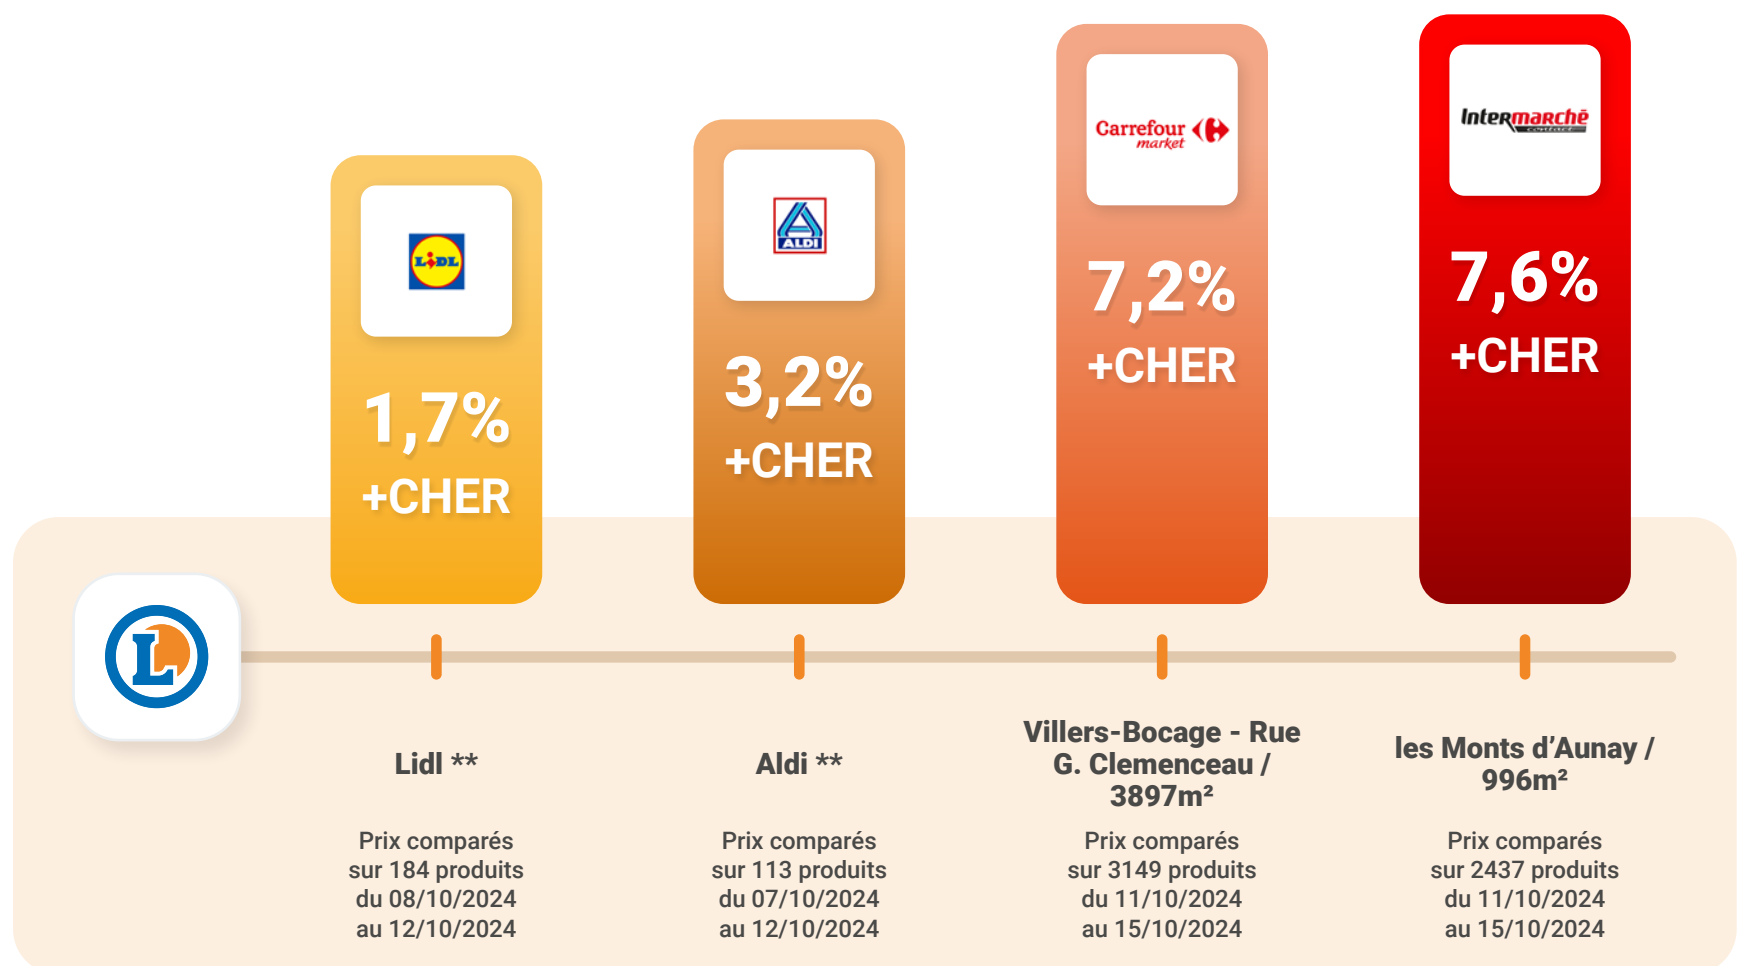 LIDL
1,7%
+CHER
ALDI
3,2%
+CHER
Carrefour
market
7,2%
+CHER
Intermarché
contact
7,6%
+CHER
L
Lidl **
Prix comparés
sur 184 produits
du 08/10/2024
au 12/10/2024
Aldi **
Prix comparés
sur 113 produits
du 07/10/2024
au 12/10/2024
Villers-Bocage - Rue
G. Clemenceau /
3897m²
Prix comparés
sur 3149 produits
du 11/10/2024
au 15/10/2024
les Monts d’Aunay /
996m²
Prix comparés
sur 2437 produits
du 11/10/2024
au 15/10/2024